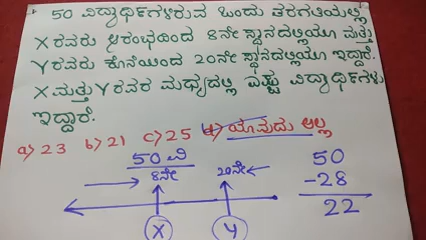 50 ವಿದ್ಯಾರ್ಥಿಗಳಿರುವ ಒಂದು ತರಗತಿಯಲ್ಲಿ
X ರವರು ಆರಂಭದಿಂದ 8ನೇ ಸ್ಥಾನದಲ್ಲಿಯೂ ಮತ್ತು
Y ರವರು ಕೊನೆಯಿಂದ 20ನೇ ಸ್ಥಾನದಲ್ಲಿಯೂ ಇದ್ದಾರೆ.
X ಮತ್ತು Y ರವರ ಮಧ್ಯದಲ್ಲಿ ಎಷ್ಟು ವಿದ್ಯಾರ್ಥಿಗಳು
ಇದ್ದಾರೆ.
a) 23 b) 21 c) 25 d) ಯಾವುದು ಅಲ್ಲ
50 ವಿ 50
8ನೇ 20ನೇ -28
22
X Y